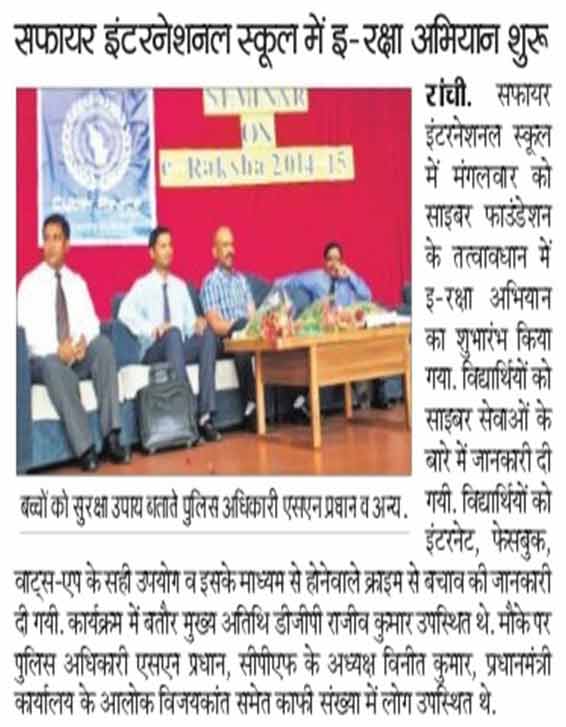 सफायर इंटरनेशनल स्कूल में इ-रक्षा अभियान शुरू
SEMINAR
ON
e Raksha 2014 15
बच्चों को सुरक्षा उपाय बताते पुलिस अधिकारी एसएन प्रधान व अन्य.
रांची. सफायर
इंटरनेशनल स्कूल
में मंगलवार को
साइबर फाउंडेशन
के तत्वावधान में
इ-रक्षा अभियान
का शुभारंभ किया
गया. विद्यार्थियों को
साइबर सेवाओं के
बारे में जानकारी दी
गयी. विद्यार्थियों को
इंटरनेट, फेसबुक,
वाट्स-एप के सही उपयोग व इसके माध्यम से होनेवाले क्राइम से बचाव की जानकारी
दी गयी. कार्यक्रम में बतौर मुख्य अतिथि डीजीपी राजीव कुमार उपस्थित थे. मौके पर
पुलिस अधिकारी एसएन प्रधान, सीपीएफ के अध्यक्ष विनीत कुमार, प्रधानमंत्री
कार्यालय के आलोक विजयकांत समेत काफी संख्या में लोग उपस्थित थे.